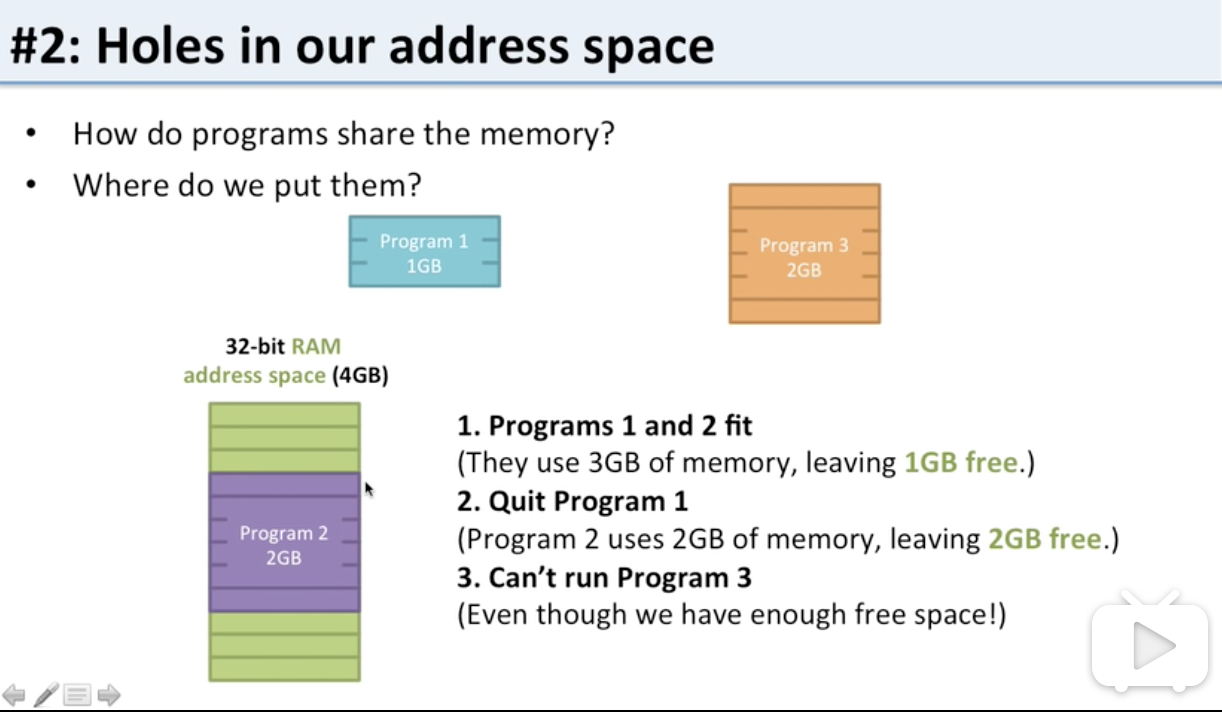 #2: Holes in our address space
• How do programs share the memory?
• Where do we put them?
Program 1
1GB
Program 3
2GB
32-bit RAM
address space (4GB)
Program 2
2GB
1. Programs 1 and 2 fit
(They use 3GB of memory, leaving 1GB free.)
2. Quit Program 1
(Program 2 uses 2GB of memory, leaving 2GB free.)
3. Can’t run Program 3
(Even though we have enough free space!)